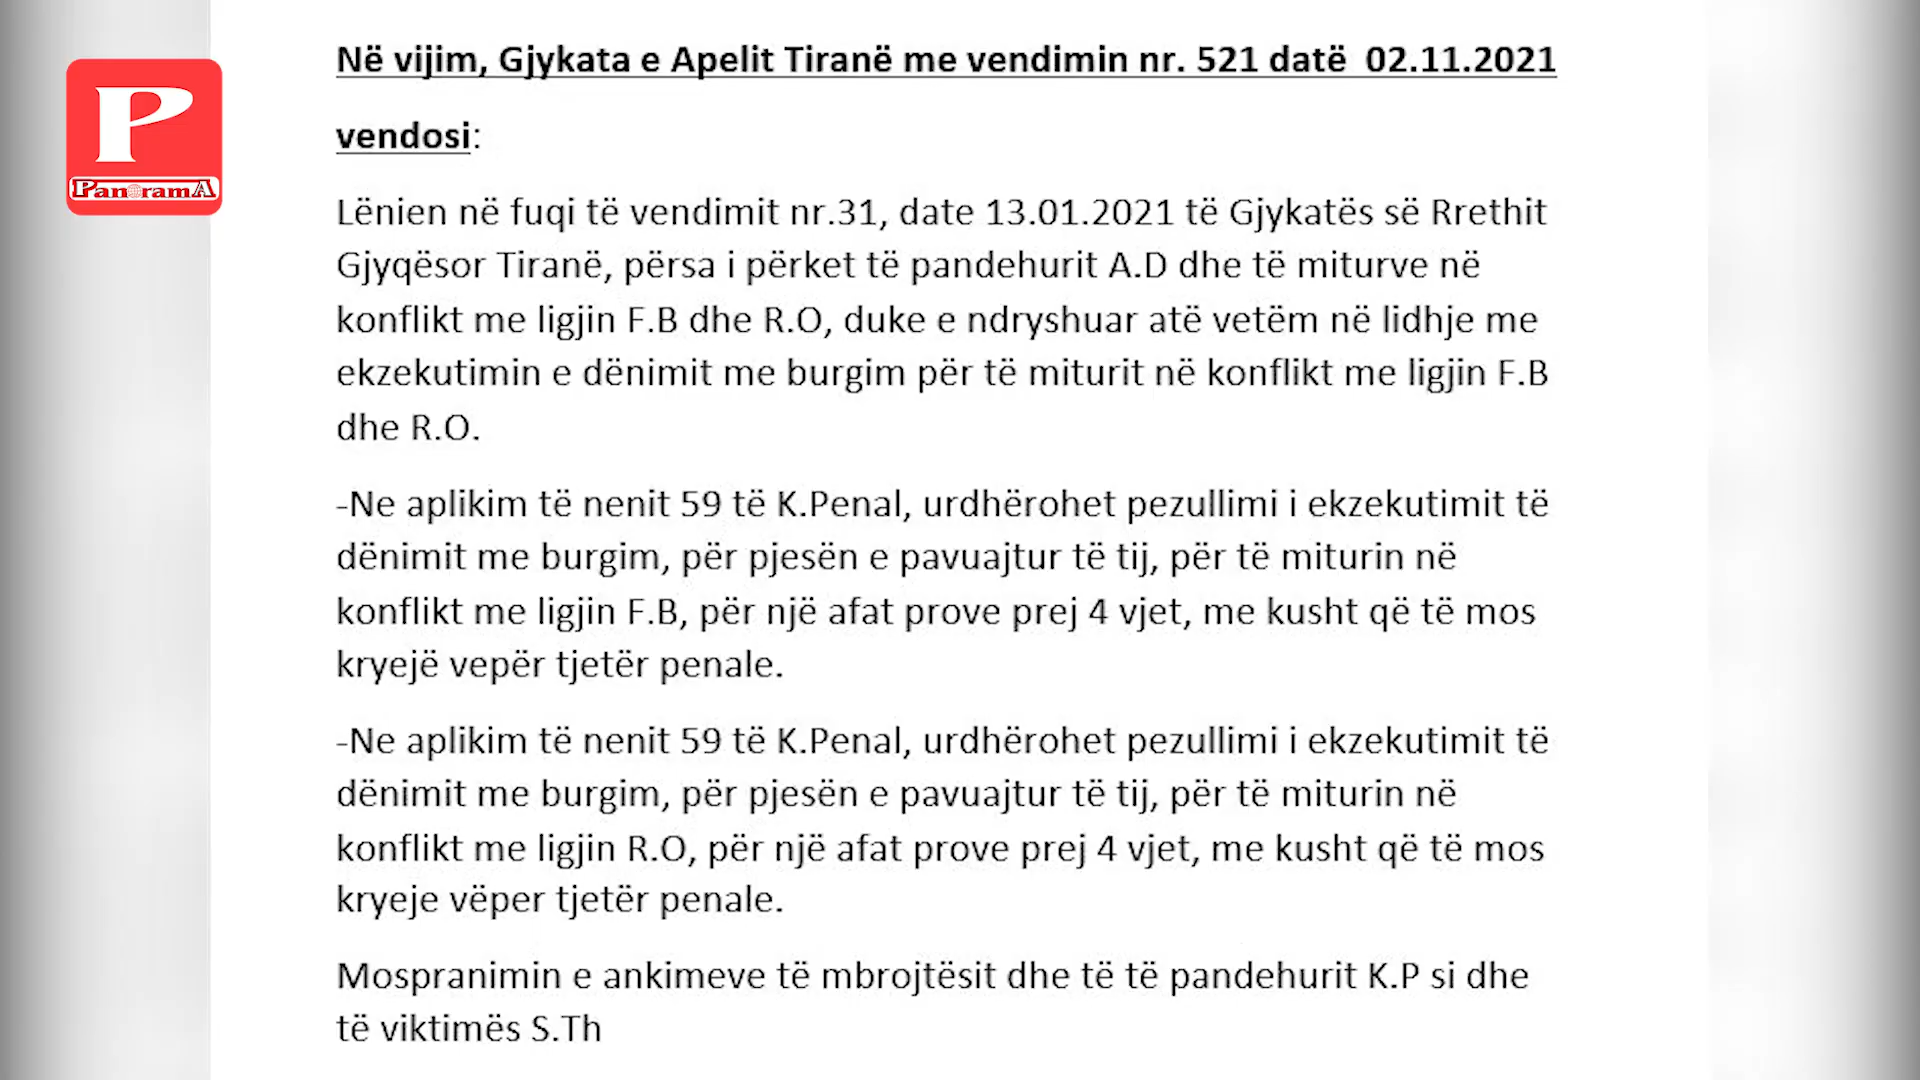 P
PanoramA
Në vijim, Gjykata e Apelit Tiranë me vendimin nr. 521 datë 02.11.2021
vendosi:
Lënien në fuqi të vendimit nr.31, date 13.01.2021 të Gjykatës së Rrethit
Gjyqësor Tiranë, përsa i përket të pandehurit A.D dhe të miturve në
konflikt me ligjin F.B dhe R.O, duke e ndryshuar atë vetëm në lidhje me
ekzekutimin e dënimit me burgim për të miturit në konflikt me ligjin F.B
dhe R.O.
-Ne aplikim të nenit 59 të K.Penal, urdhërohet pezullimi i ekzekutimit të
dënimit me burgim, për pjesën e pavuajtur të tij, për të miturin në
konflikt me ligjin F.B, për një afat prove prej 4 vjet, me kusht që të mos
kryejë vepër tjetër penale.
-Ne aplikim të nenit 59 të K.Penal, urdhërohet pezullimi i ekzekutimit të
dënimit me burgim, për pjesën e pavuajtur të tij, për të miturin në
konflikt me ligjin R.O, për një afat prove prej 4 vjet, me kusht që të mos
kryeje vëper tjetër penale.
Mospranimin e ankimeve të mbrojtësit dhe të të pandehurit K.P si dhe
të viktimës S.Th